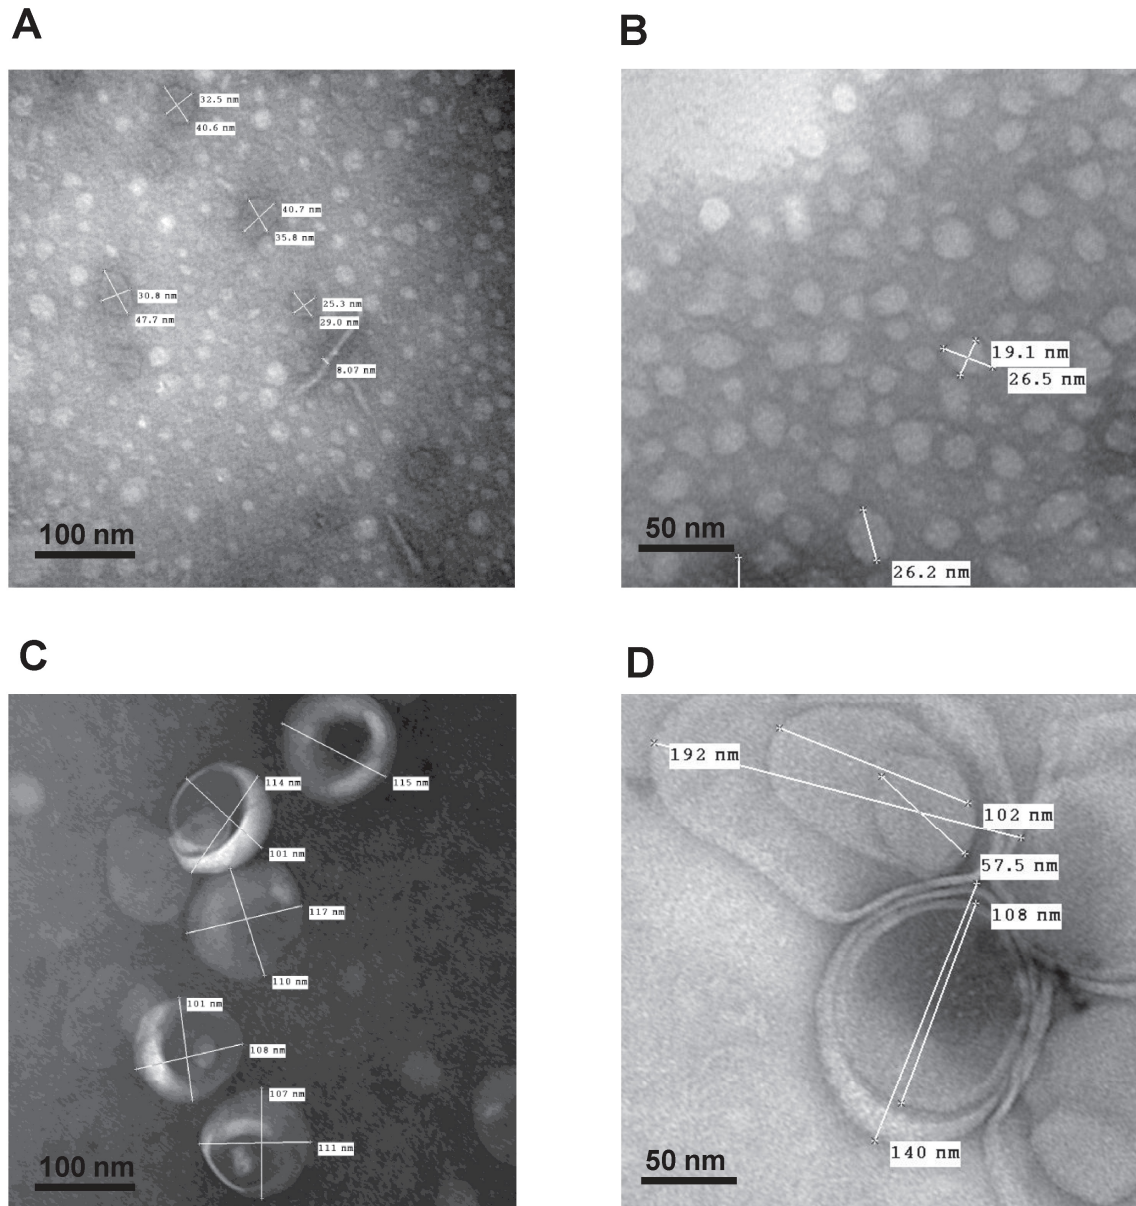 A
32.5 nm
40.6 nm
40.7 nm
35.8 nm
30.8 nm
47.7 nm
25.3 nm
29.0 nm
8.07 nm
100 nm
B
19.1 nm
26.5 nm
50 nm
26.2 nm
C
115 nm
114 nm
101 nm
117 nm
110 nm
101 nm
108 nm
107 nm
111 nm
100 nm
D
192 nm
102 nm
57.5 nm
108 nm
140 nm
50 nm